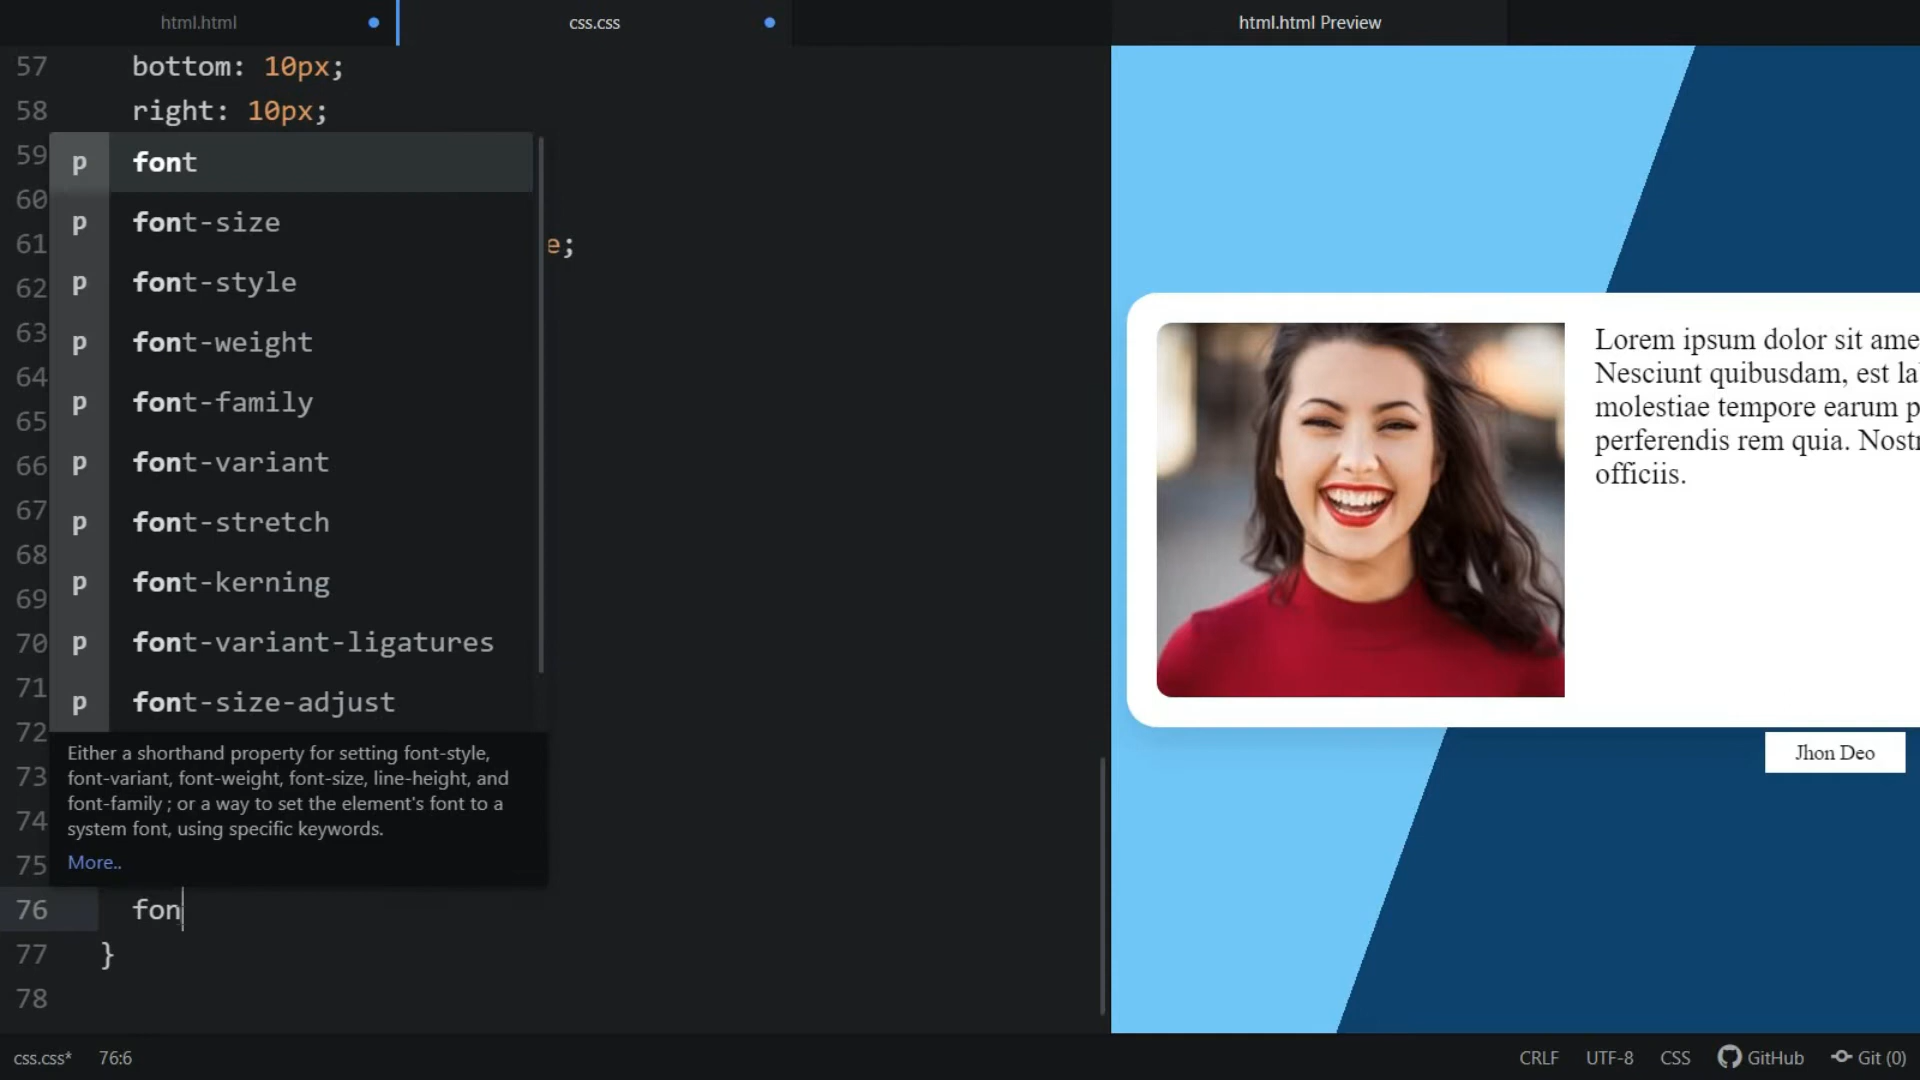 html.html
css.css
html.html Preview
57 bottom: 10px;
58 right: 10px;
59
60
61 e;
62
63
64
65
66
67
68
69
70
71
72
73
74
75
p font
p font-size
p font-style
p font-weight
p font-family
p font-variant
p font-stretch
p font-kerning
p font-variant-ligatures
p font-size-adjust
Either a shorthand property for setting font-style,
font-variant, font-weight, font-size, line-height, and
font-family ; or a way to set the element's font to a
system font, using specific keywords.
More..
76 fon
77 }
78
Lorem ipsum dolor sit ame
Nesciunt quibusdam, est la
molestiae tempore earum p
perferendis rem quia. Nostr
officiis.
Jhon Deo
css.css* 76:6
CRLF UTF-8 CSS GitHub Git (0)